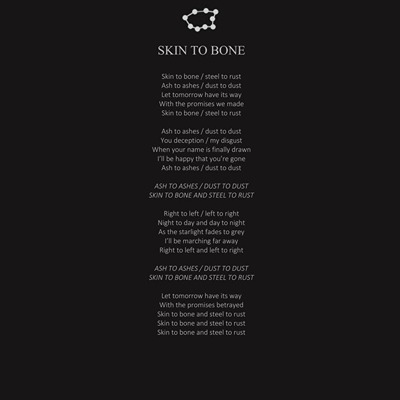 SKIN TO BONE
Skin to bone / steel to rust
Ash to ashes / dust to dust
Let tomorrow have its way
With the promises we made
Skin to bone / steel to rust
Ash to ashes / dust to dust
You deception / my disgust
When your name is finally drawn
I'll be happy that you're gone
Ash to ashes / dust to dust
ASH TO ASHES / DUST TO DUST
SKIN TO BONE AND STEEL TO RUST
Right to left / left to right
Night to day and day to night
As the starlight fades to grey
I'll be marching far away
Right to left and left to right
ASH TO ASHES / DUST TO DUST
SKIN TO BONE AND STEEL TO RUST
Let tomorrow have its way
With the promises betrayed
Skin to bone and steel to rust
Skin to bone and steel to rust
Skin to bone and steel to rust